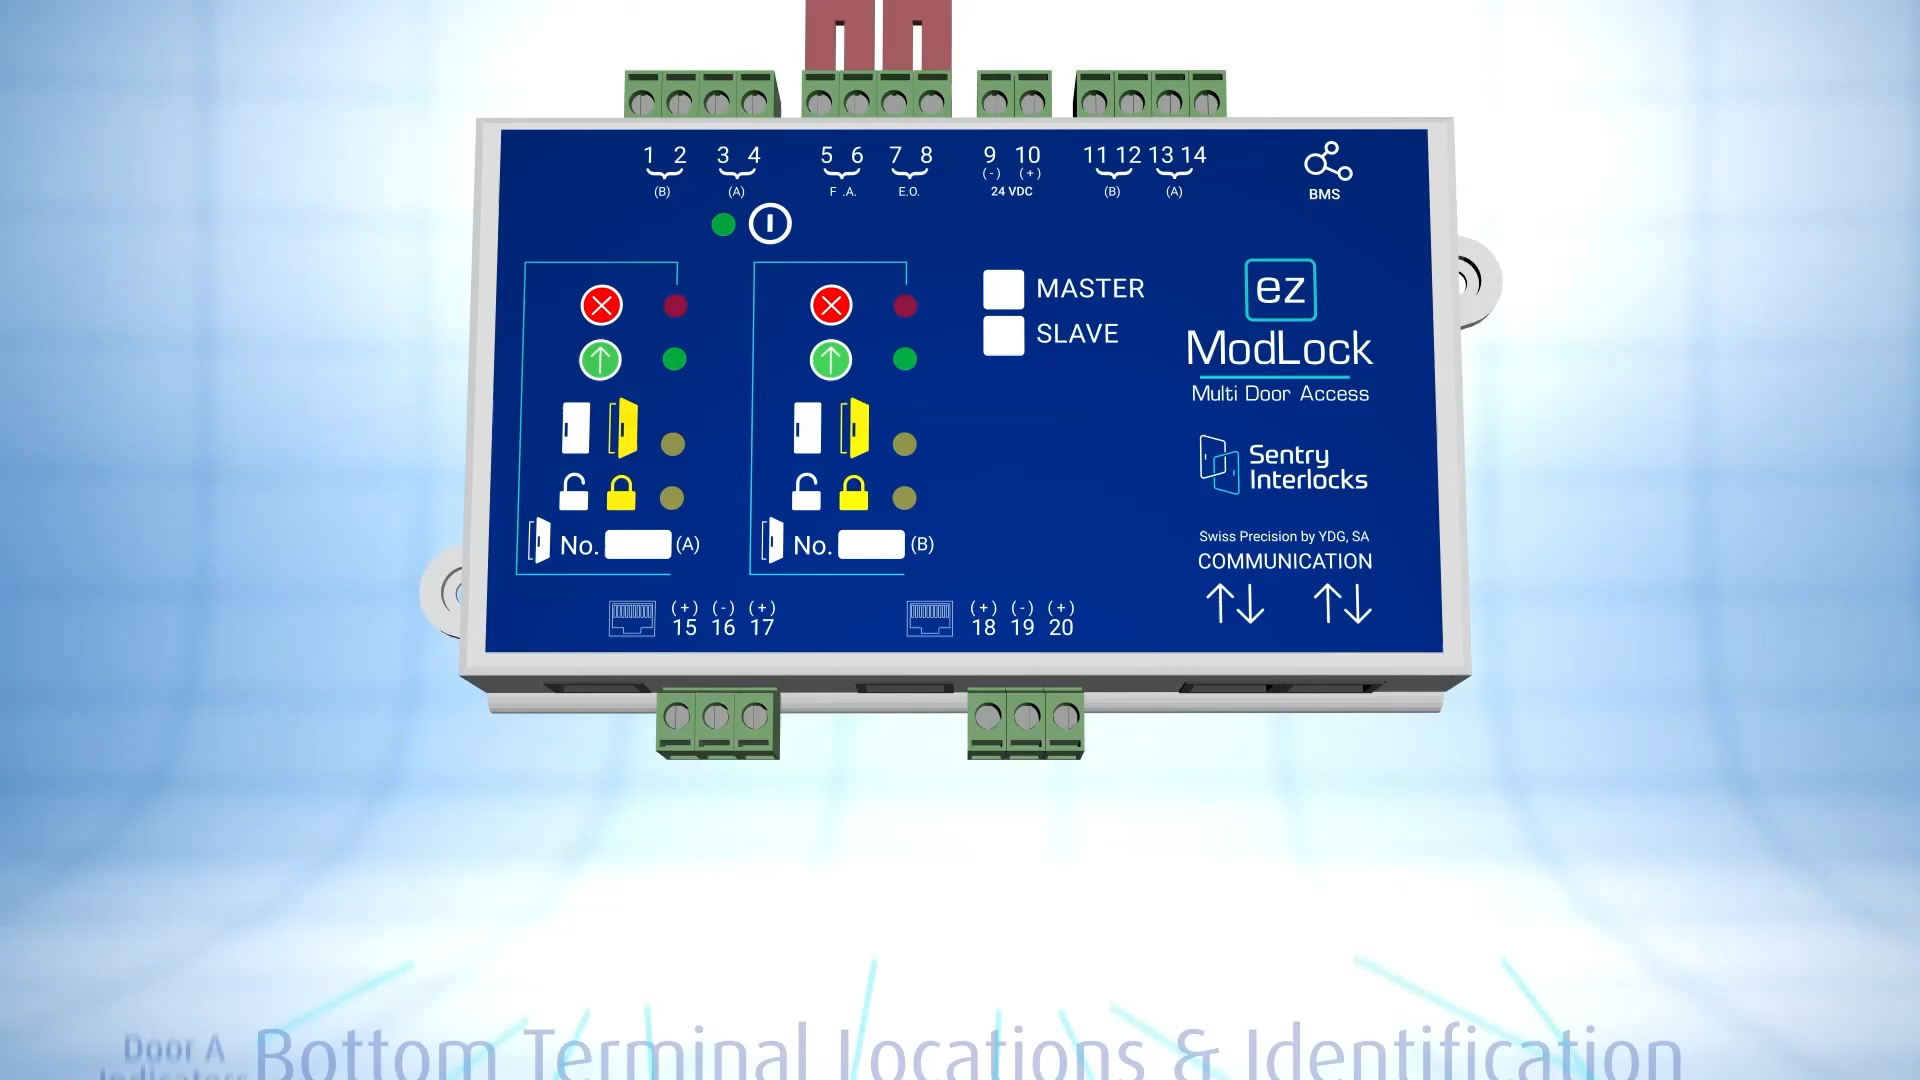 1 2 3 4 5 6 7 8 9 10 11 12 13 14
(-) (+)
(B) (A) F .A. E.O. 24 VDC (B) (A)
BMS
MASTER
SLAVE
ez
ModLock
Multi Door Access
Sentry
Interlocks
Swiss Precision by YDG, SA
COMMUNICATION
No. (A) No. (B)
(+) (-) (+) (+) (-) (+)
15 16 17 18 19 20
Door A
Indicators
Bottom Terminal Locations & Identification